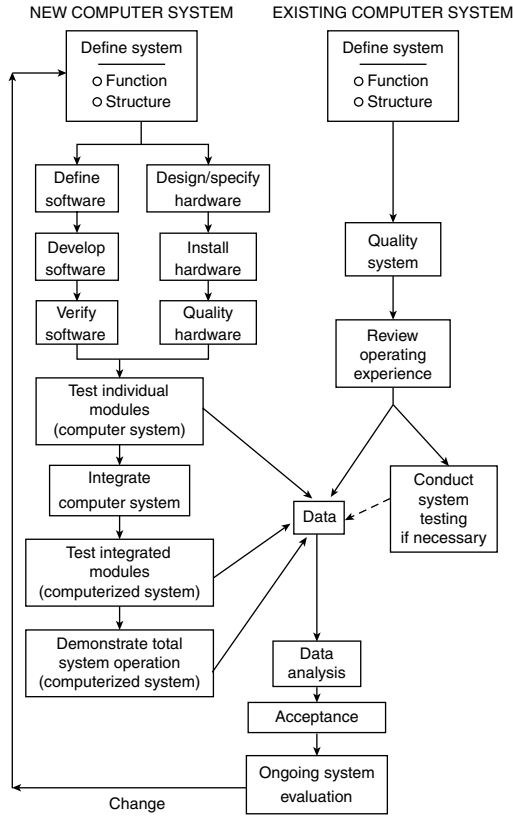 NEW COMPUTER SYSTEM
EXISTING COMPUTER SYSTEM
Define system
Function
Structure
Define system
Function
Structure
Define
software
Design/specify
hardware
Develop
software
Install
hardware
Verify
software
Quality
hardware
Quality
system
Review
operating
experience
Test individual
modules
(computer system)
Integrate
computer system
Conduct
system
testing
if necessary
Data
Test integrated
modules
(computerized system)
Demonstrate total
system operation
(computerized system)
Data
analysis
Acceptance
Ongoing system
evaluation
Change